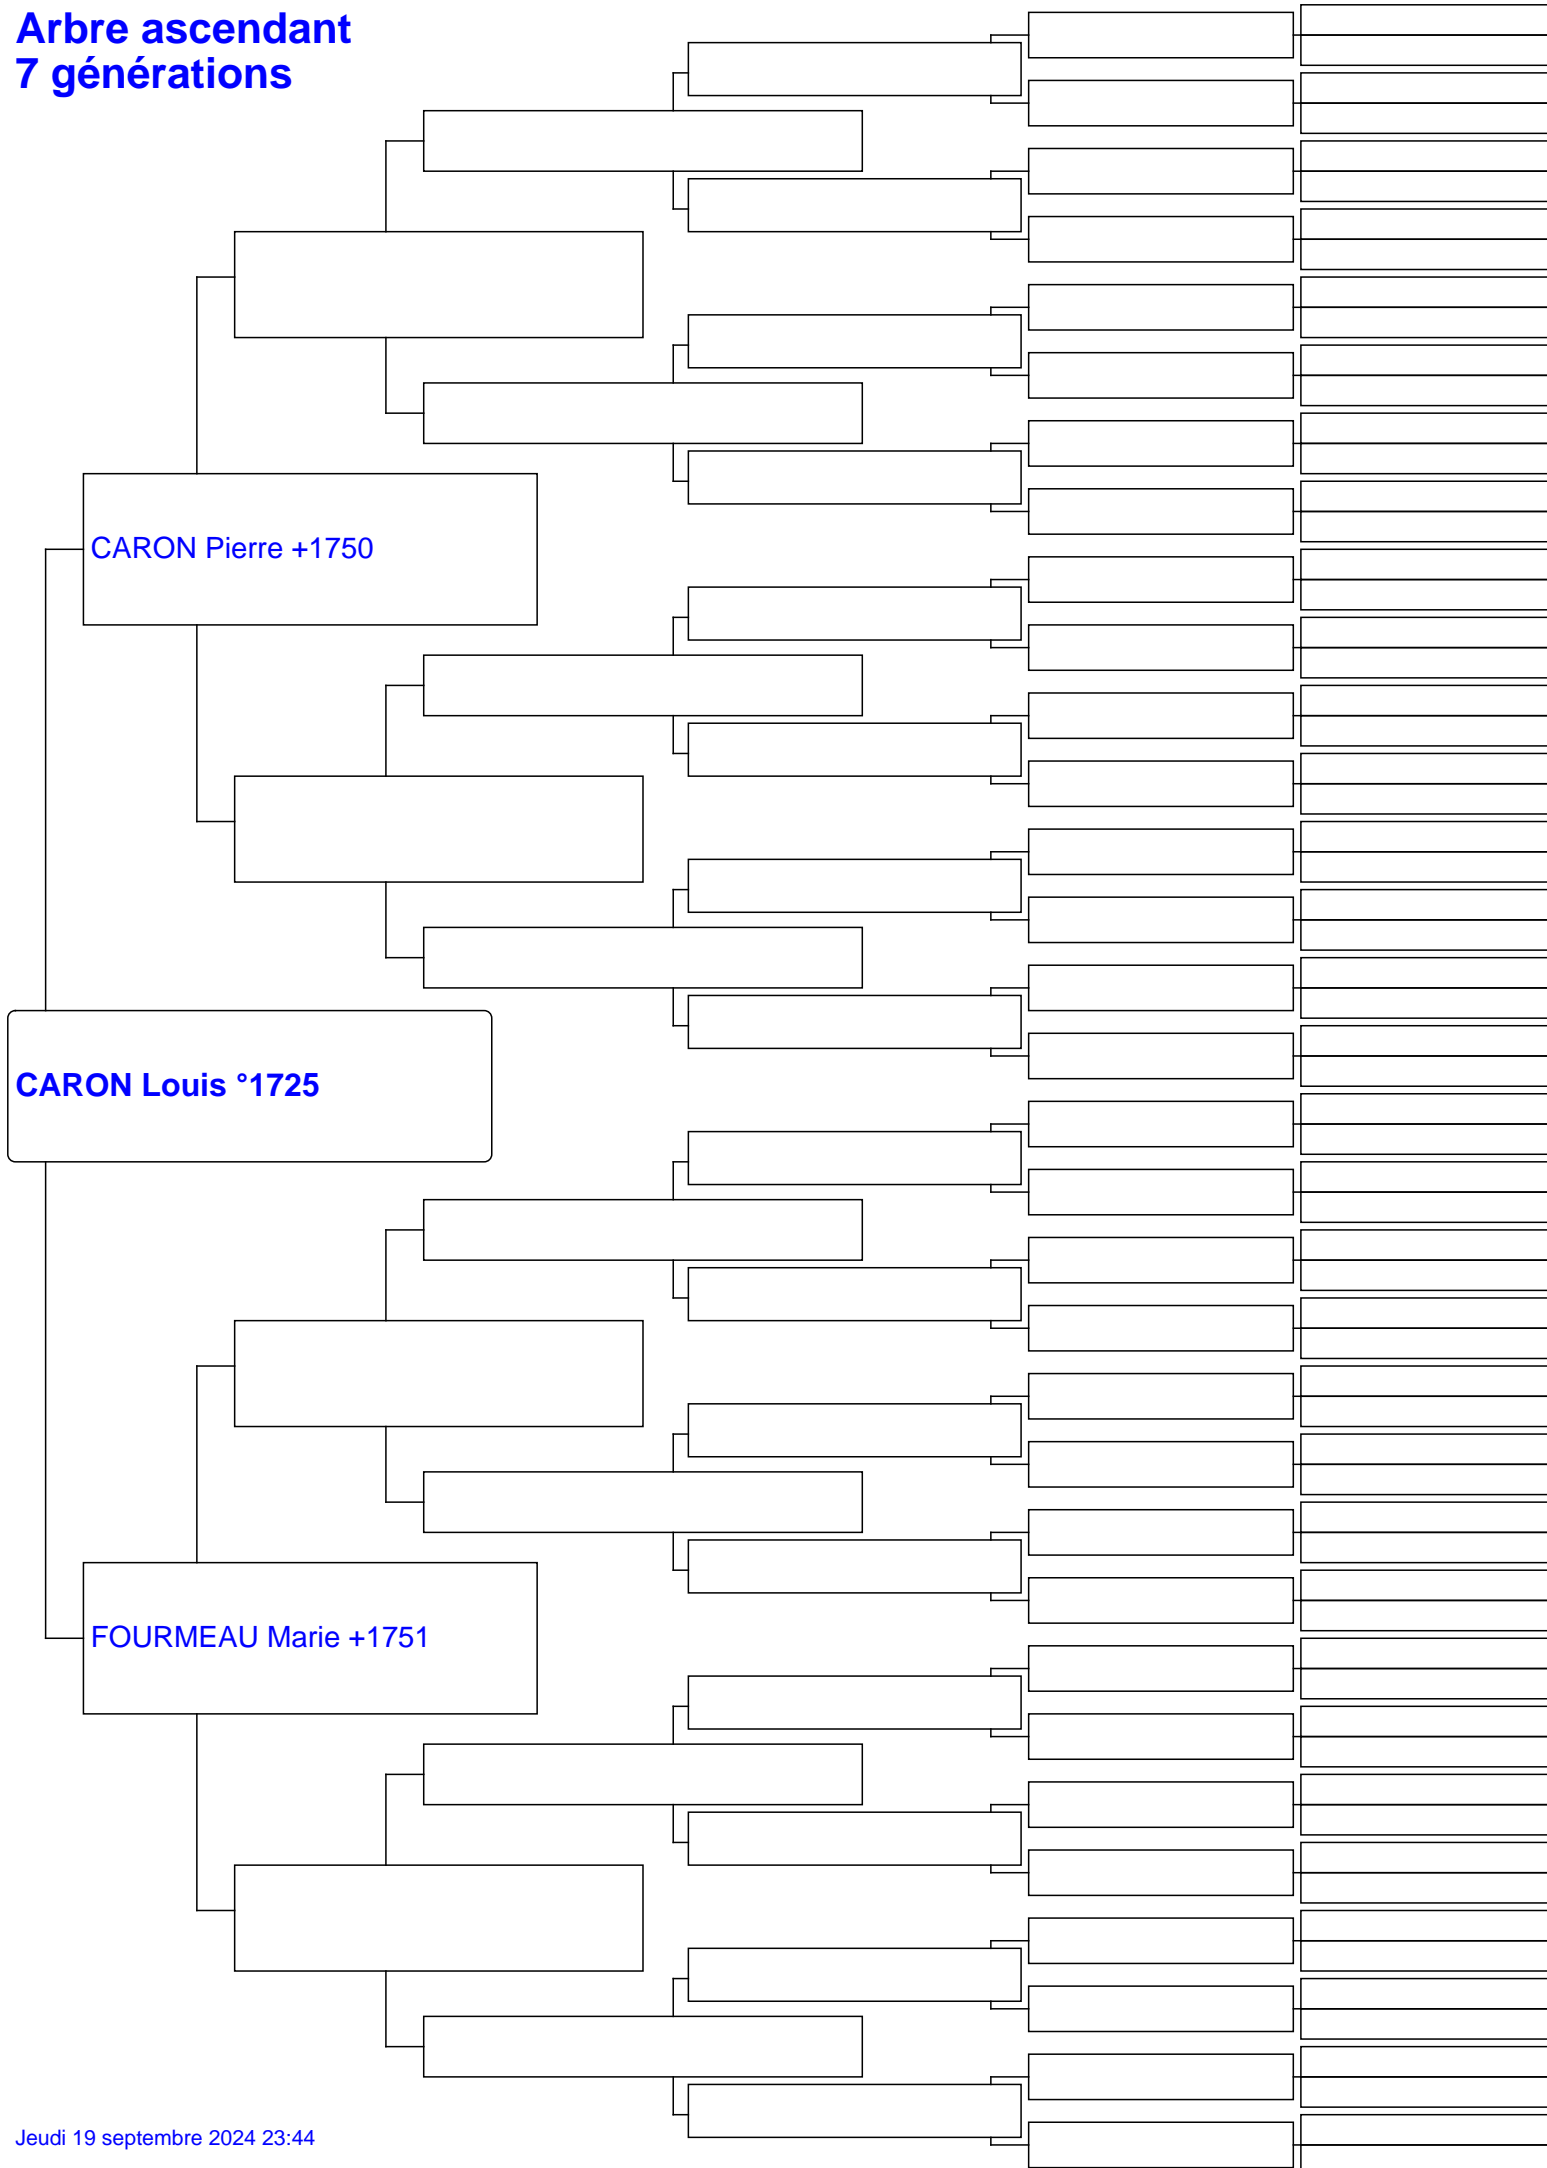 Arbre ascendant
7 générations
CARON Pierre +1750
CARON Louis °1725
FOURMEAU Marie +1751
Jeudi 19 septembre 2024 23:44